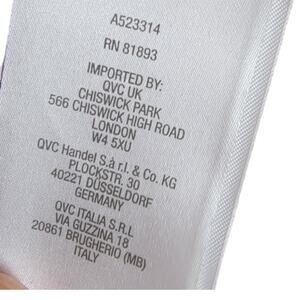 A523314
RN 81893
IMPORTED BY:
QVC UK
CHISWICK PARK
566 CHISWICK HIGH ROAD
LONDON
W4 5XU
QVC Handel S.à r.l. & Co. KG
PLOCKSTR. 30
40221 DÜSSELDORF
GERMANY
QVC ITALIA S.R.L
VIA GUZZINA 18
20861 BRUGHERIO (MB)
ITALY